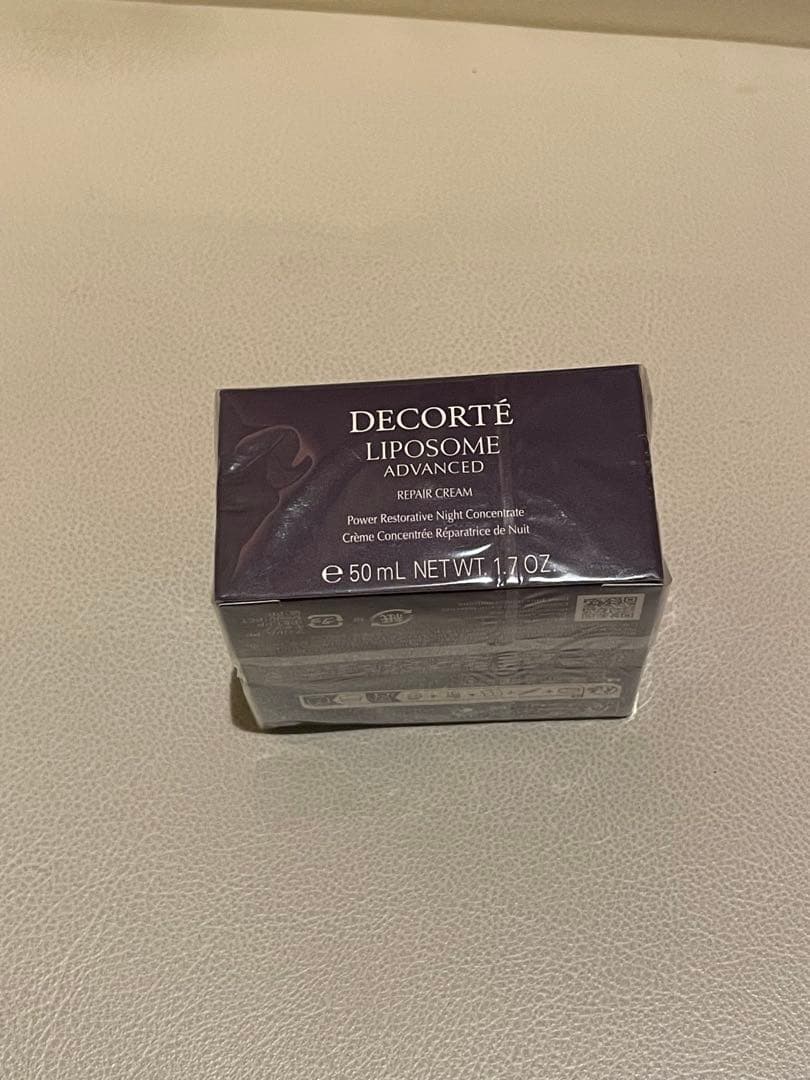 DECORTÉ
LIPOSOME
ADVANCED
REPAIR CREAM
Power Restorative Night Concentrate
Crème Concentrée Réparatrice de Nuit
e 50 mL NET WT. 1.7 OZ.